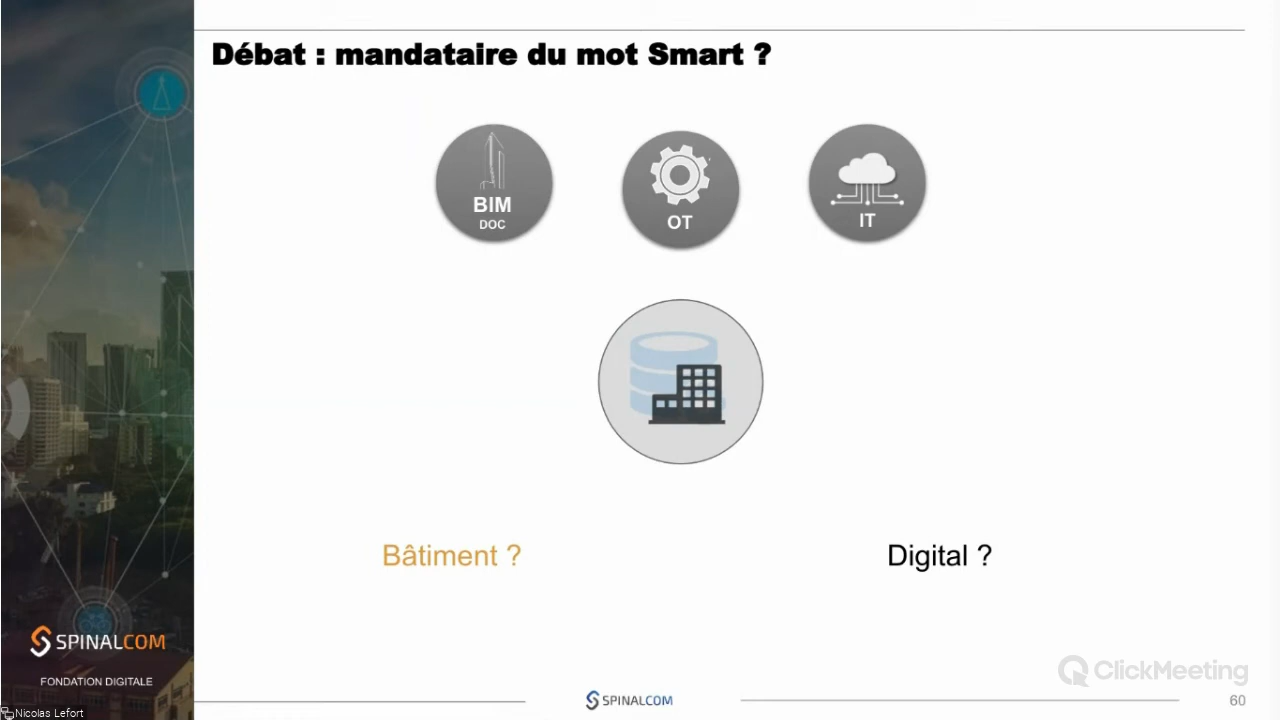 Débat : mandataire du mot Smart ?
BIM
DOC
OT
IT
Bâtiment ?
Digital ?
SPINALCOM
FONDATION DIGITALE
SPINALCOM
ClickMeeting
60
Nicolas Lefort